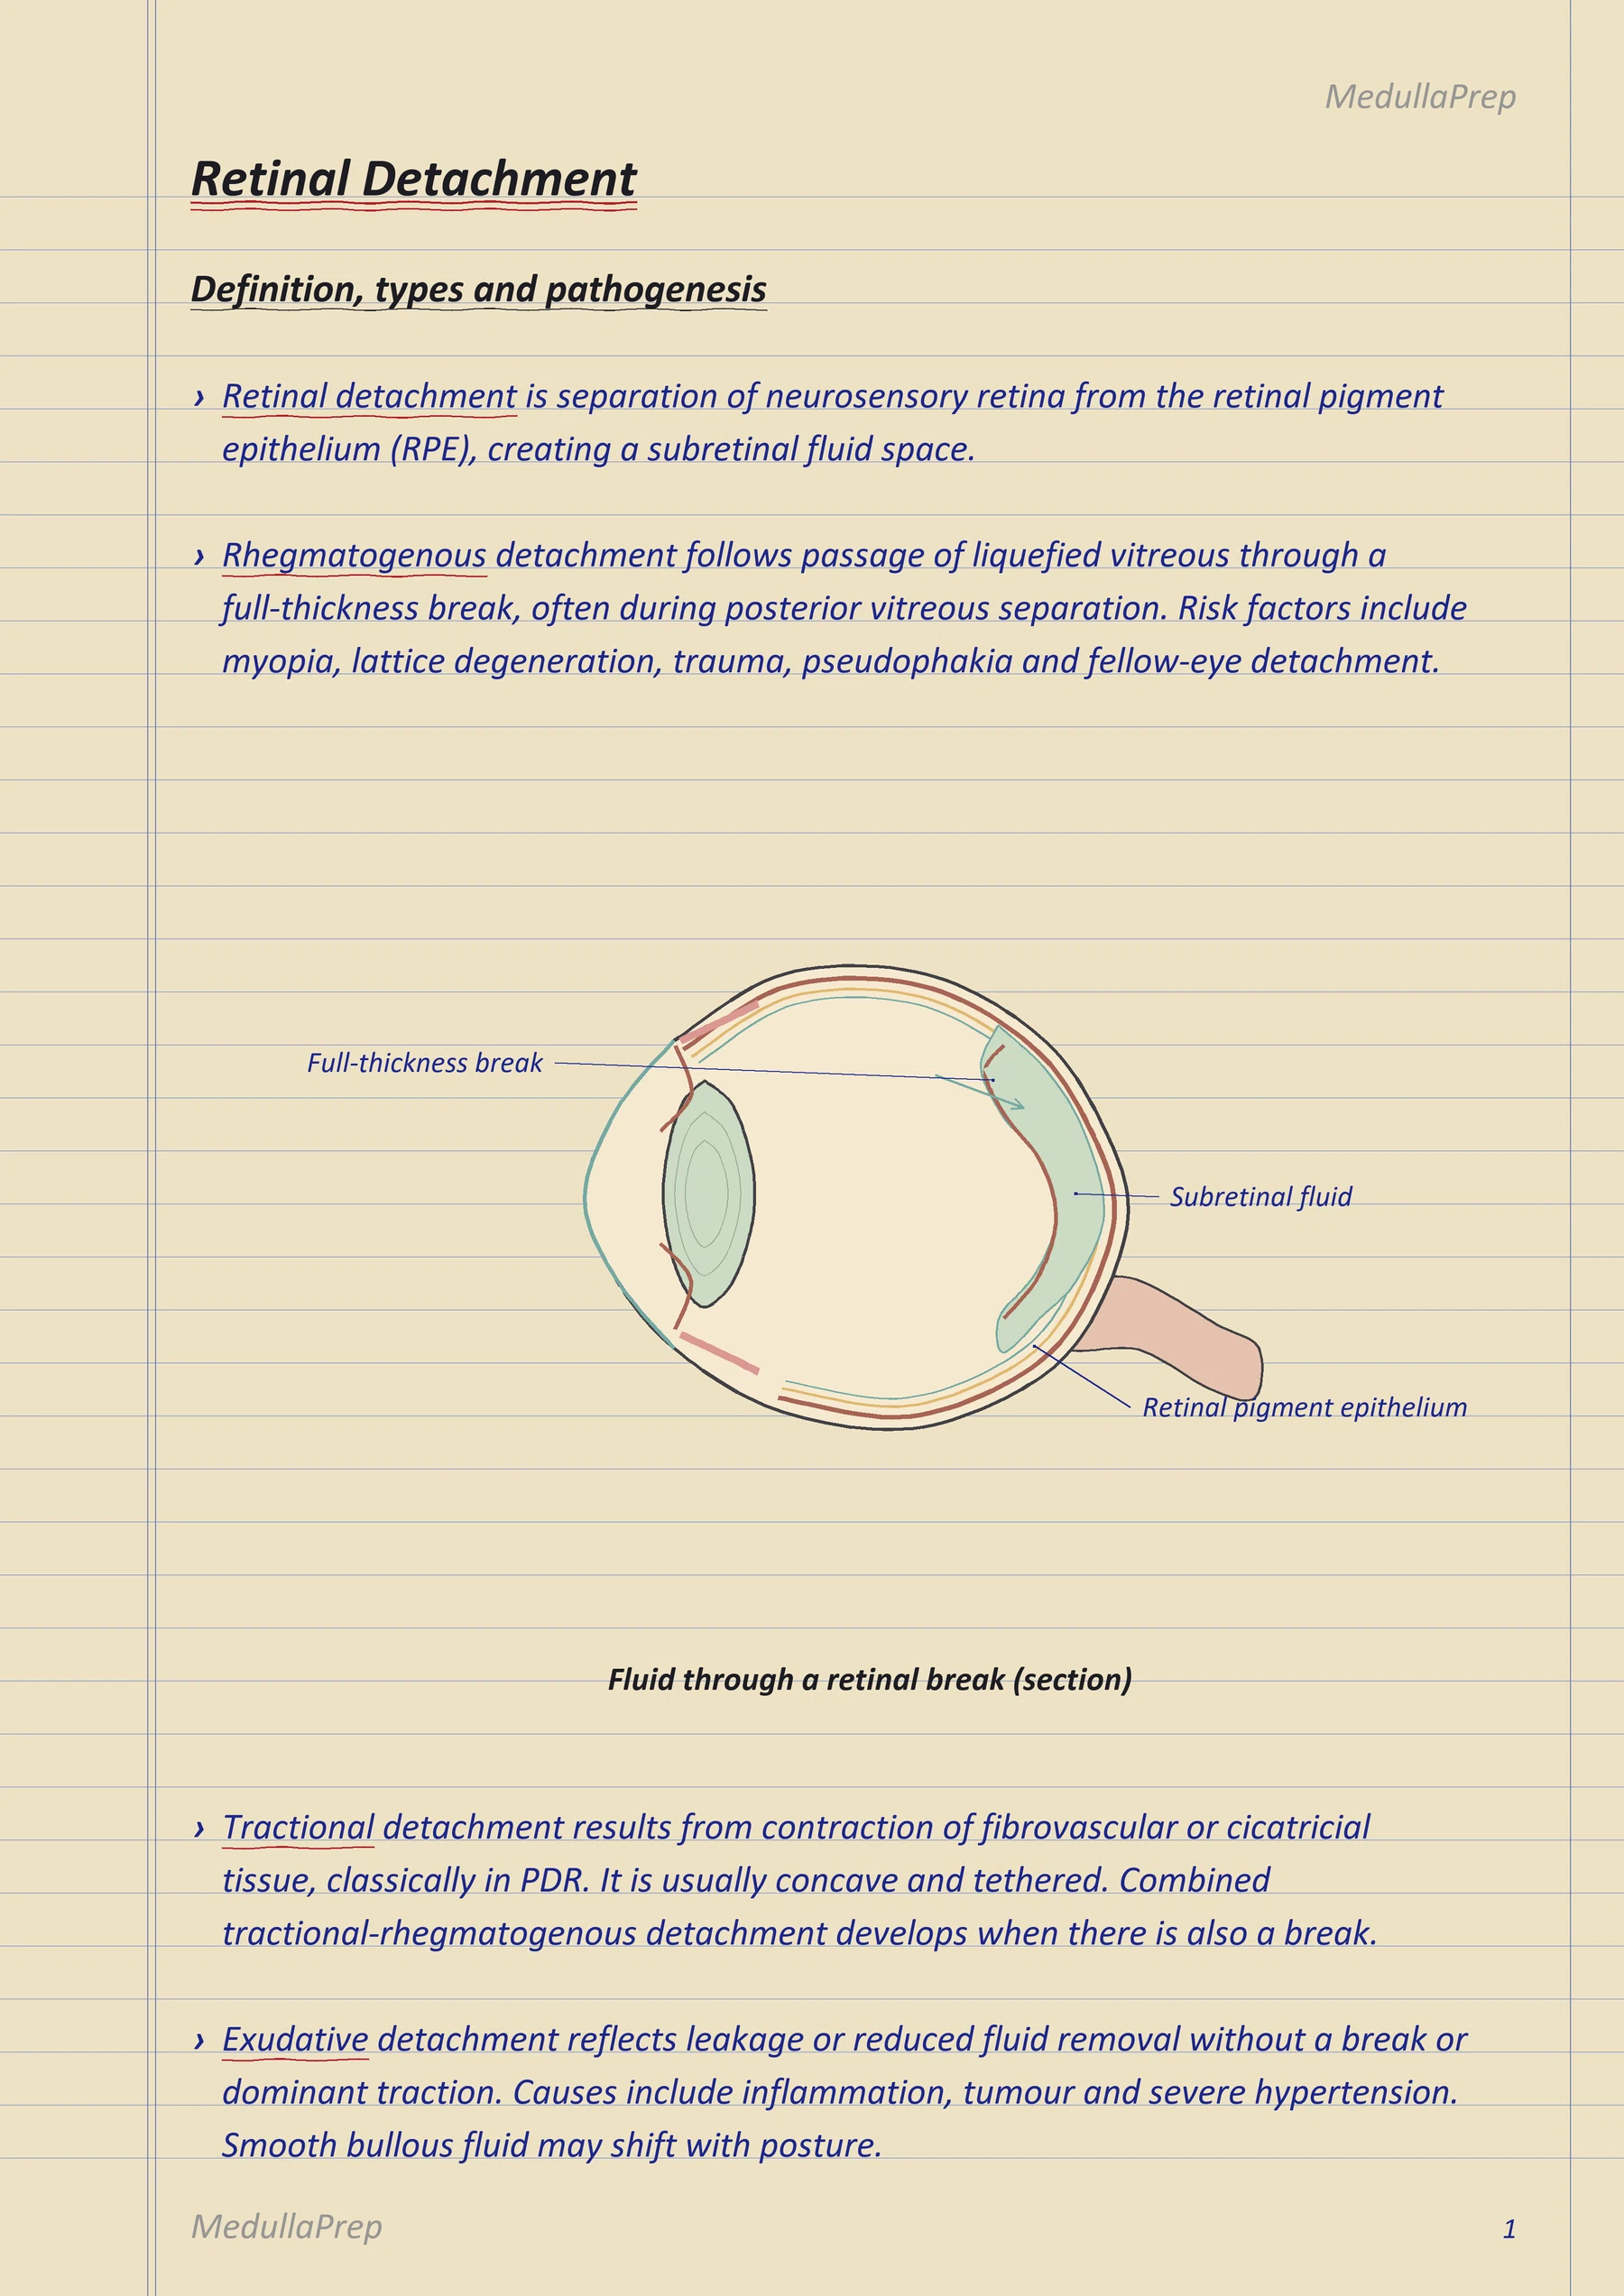 MedullaPrep
Retinal Detachment
Definition, types and pathogenesis
› Retinal detachment is separation of neurosensory retina from the retinal pigment
epithelium (RPE), creating a subretinal fluid space.
› Rhegmatogenous detachment follows passage of liquefied vitreous through a
full-thickness break, often during posterior vitreous separation. Risk factors include
myopia, lattice degeneration, trauma, pseudophakia and fellow-eye detachment.
Full-thickness break
Subretinal fluid
Retinal pigment epithelium
Fluid through a retinal break (section)
› Tractional detachment results from contraction of fibrovascular or cicatricial
tissue, classically in PDR. It is usually concave and tethered. Combined
tractional-rhegmatogenous detachment develops when there is also a break.
› Exudative detachment reflects leakage or reduced fluid removal without a break or
dominant traction. Causes include inflammation, tumour and severe hypertension.
Smooth bullous fluid may shift with posture.
MedullaPrep
1